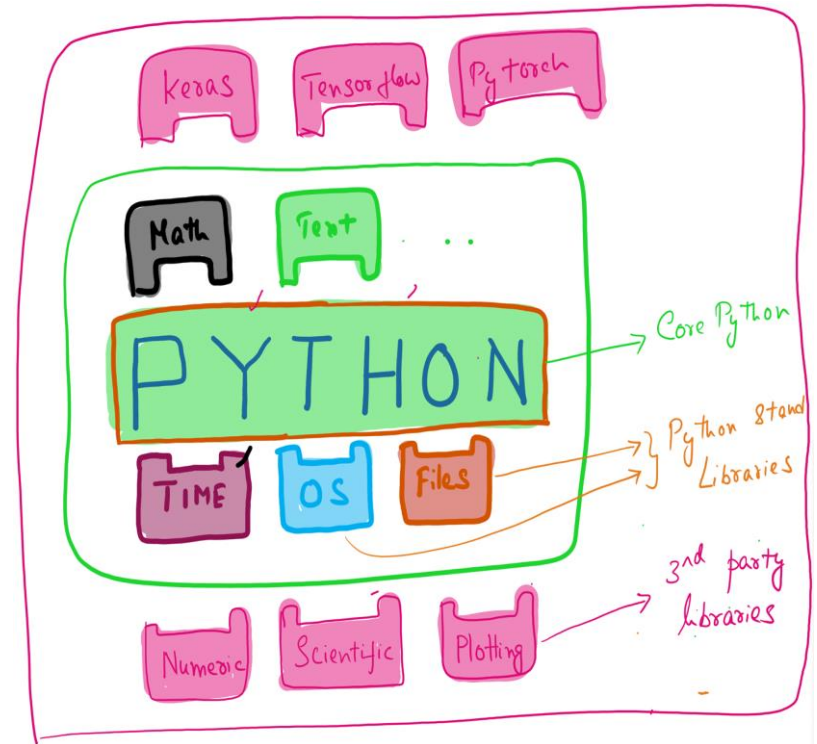 Keras
Tensorflow
Pytorch
Math
Text
. . .
PYTHON
Core Python
TIME
OS
Files
Python Stand
Libraries
3rd party
libraries
Numeric
Scientific
Plotting